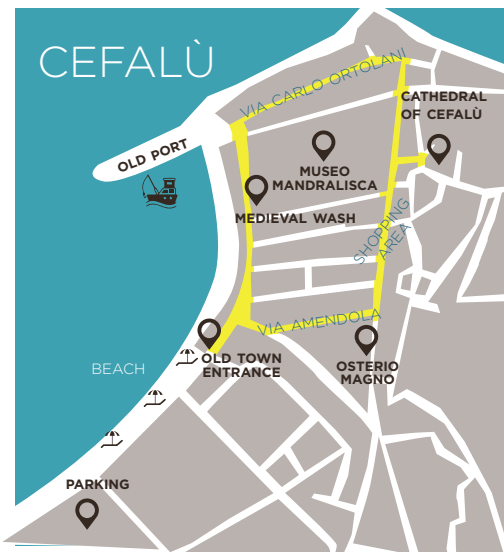 CEFALÙ
VIA CARLO ORTOLANI
CATHEDRAL
OF CEFALÙ
OLD PORT
MUSEO
MANDRALISCA
MEDIEVAL WASH
SHOPPING
AREA
VIA AMENDOLA
OLD TOWN
ENTRANCE
BEACH
OSTERIO
MAGNO
PARKING